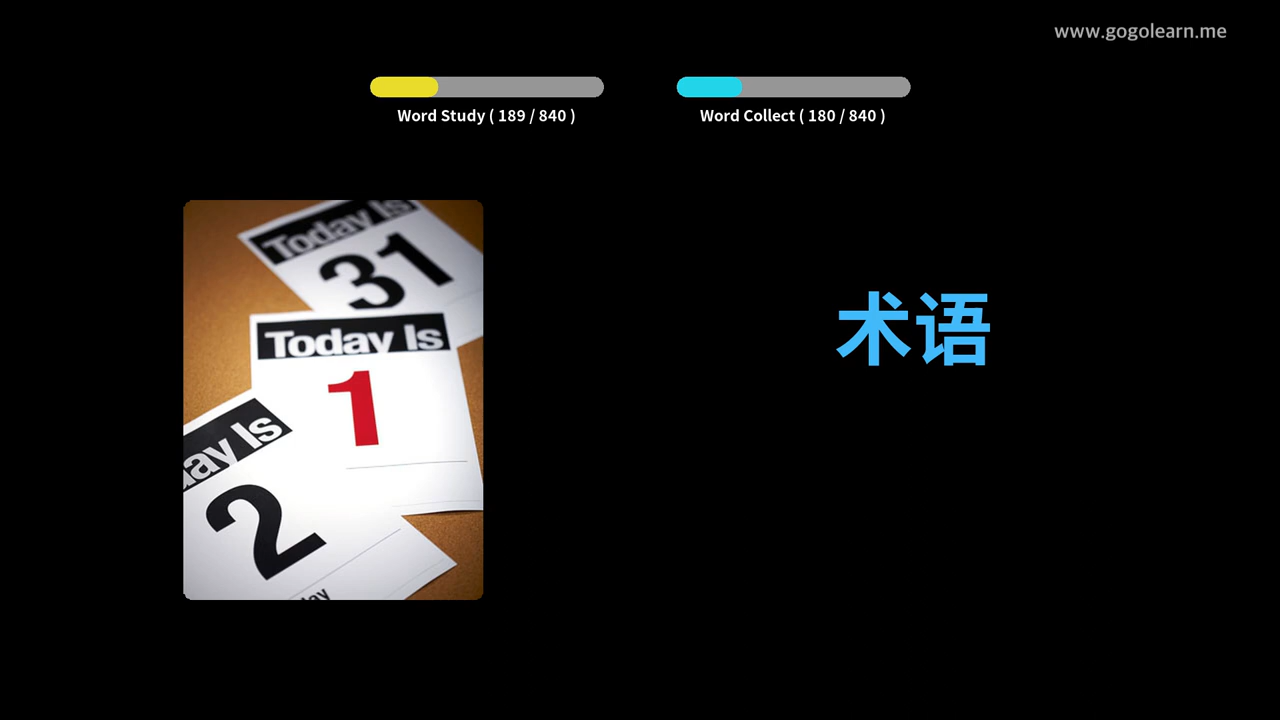 www.gogolearn.me
Word Study ( 189 / 840 )
Word Collect ( 180 / 840 )
Today Is
31
Today Is
1
ay Is
2
术语